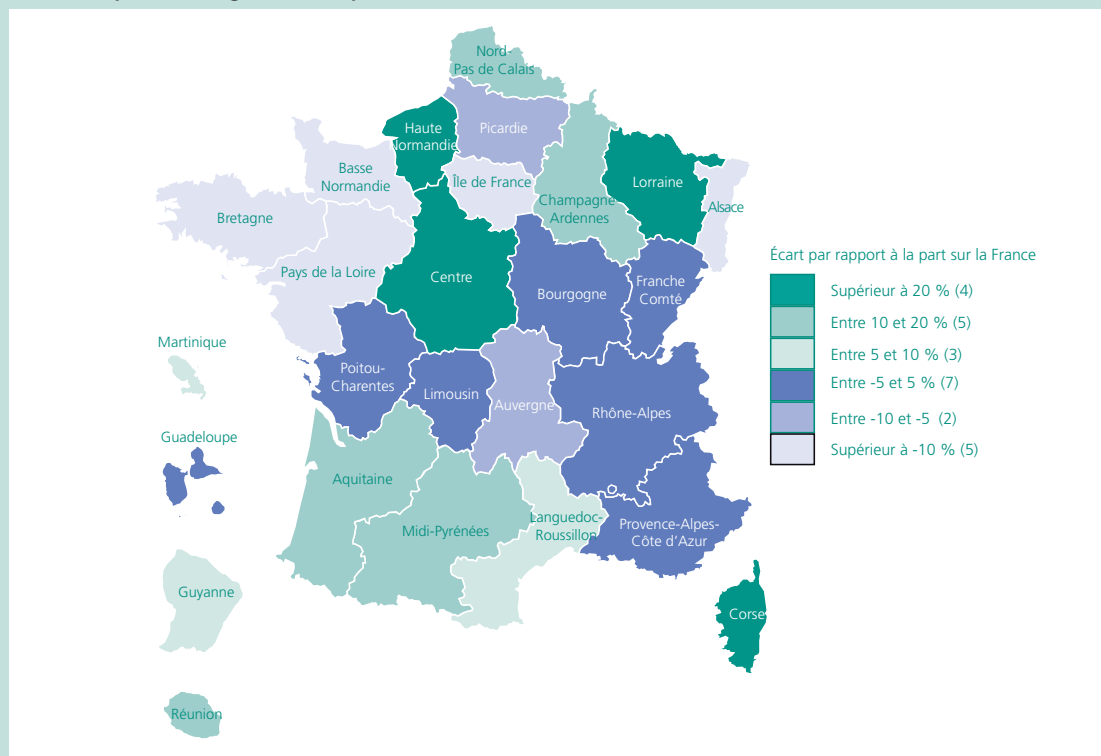 Nord-
Pas de Calais
Haute
Normandie
Picardie
Basse
Normandie
Île de France
Lorraine
Champagne
Ardennes
Alsace
Bretagne
Pays de la Loire
Centre
Bourgogne
Franche
Comté
Écart par rapport à la part sur la France
Supérieur à 20 % (4)
Entre 10 et 20 % (5)
Entre 5 et 10 % (3)
Entre -5 et 5 % (7)
Entre -10 et -5 (2)
Supérieur à -10 % (5)
Martinique
Poitou-
Charentes
Limousin
Auvergne
Rhône-Alpes
Guadeloupe
Aquitaine
Midi-Pyrénées
Languedoc-
Roussillon
Provence-Alpes-
Côte d'Azur
Guyanne
Corse
Réunion